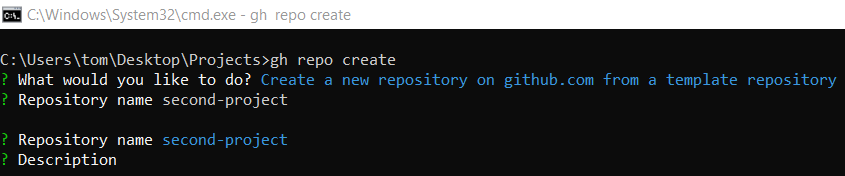 C:\Windows\System32\cmd.exe - gh  repo create
C:\Users\tom\Desktop\Projects>gh repo create
? What would you like to do? Create a new repository on github.com from a template repository
? Repository name second-project
? Repository name second-project
? Description